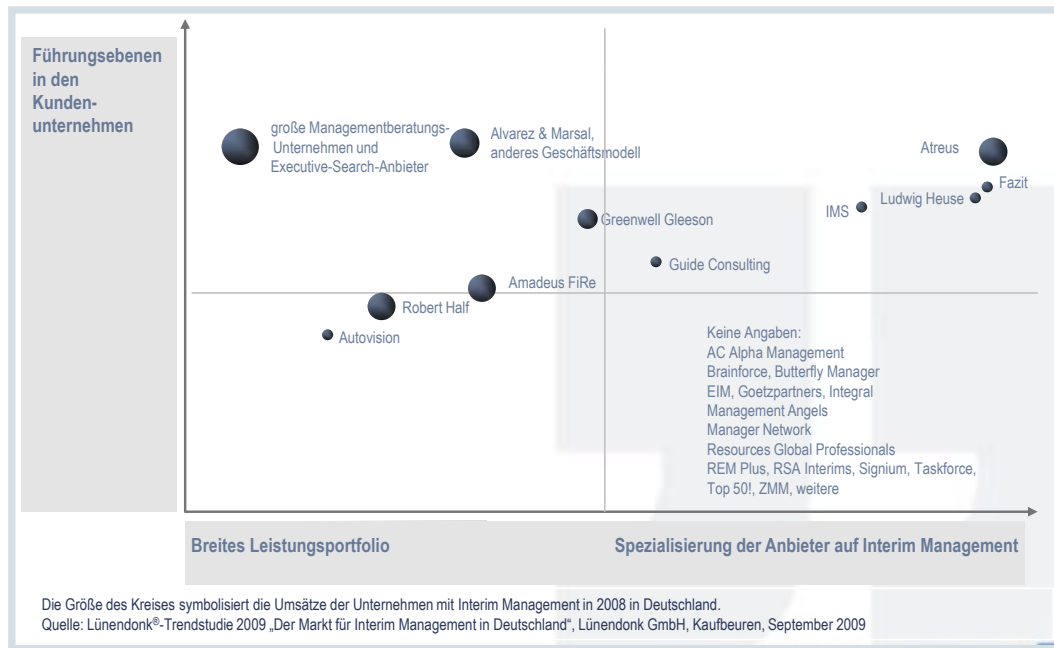 Führungsebenen
in den
Kunden-
unternehmen
große Managementberatungs-
Unternehmen und
Executive-Search-Anbieter
Alvarez & Marsal,
anderes Geschäftsmodell
Atreus
Fazit
Ludwig Heuse
IMS
Greenwell Gleeson
Guide Consulting
Amadeus FiRe
Robert Half
Autovision
Keine Angaben:
AC Alpha Management
Brainforce, Butterfly Manager
EIM, Goetzpartners, Integral
Management Angels
Manager Network
Resources Global Professionals
REM Plus, RSA Interims, Signium, Taskforce,
Top 50!, ZMM, weitere
Breites Leistungsportfolio
Spezialisierung der Anbieter auf Interim Management
Die Größe des Kreises symbolisiert die Umsätze der Unternehmen mit Interim Management in 2008 in Deutschland.
Quelle: Lünendonk®-Trendstudie 2009 „Der Markt für Interim Management in Deutschland“, Lünendonk GmbH, Kaufbeuren, September 2009